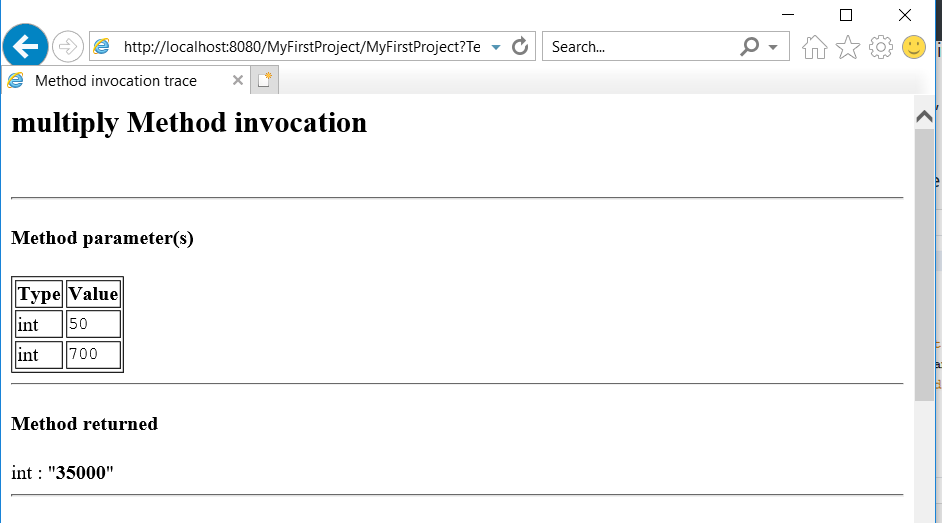 http://localhost:8080/MyFirstProject/MyFirstProject?Te
Search...
Method invocation trace
multiply Method invocation
Method parameter(s)
Type Value
int 50
int 700
Method returned
int : "35000"